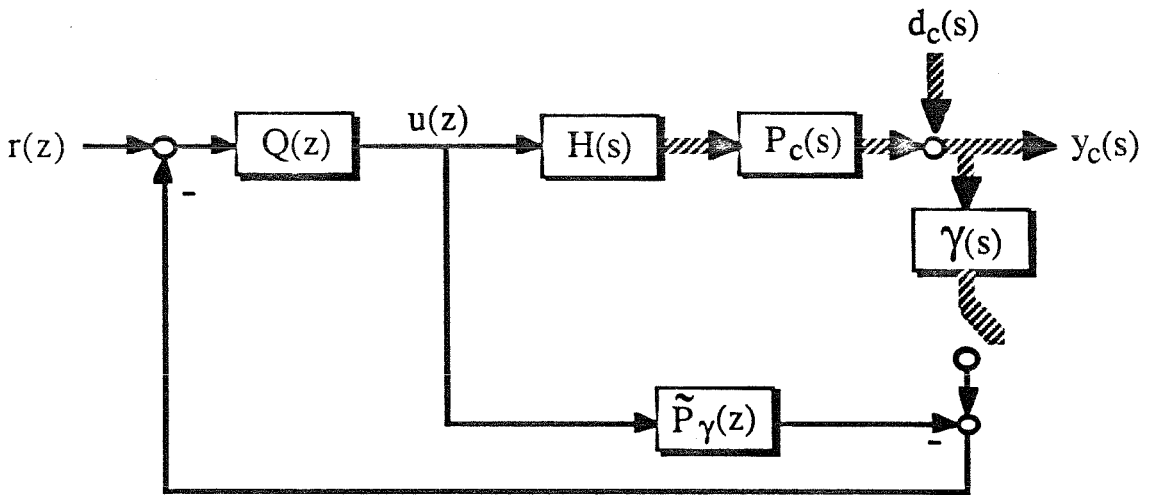 d_c(s)
r(z)
Q(z)
u(z)
H(s)
P_c(s)
y_c(s)
-
γ(s)
P̃_γ(z)
-